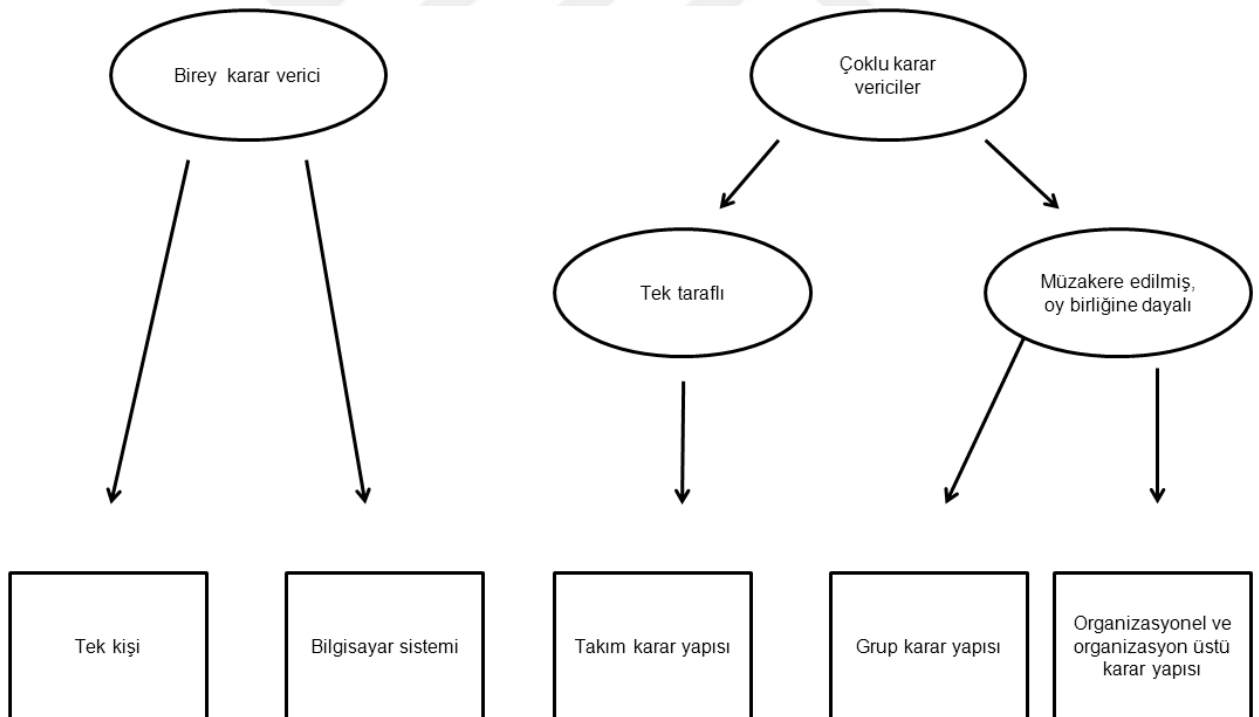 Birey karar verici
Çoklu karar
vericiler
Tek taraflı
Müzakere edilmiş,
oy birliğine dayalı
Tek kişi
Bilgisayar sistemi
Takım karar yapısı
Grup karar yapısı
Organizasyonel ve
organizasyon üstü
karar yapısı